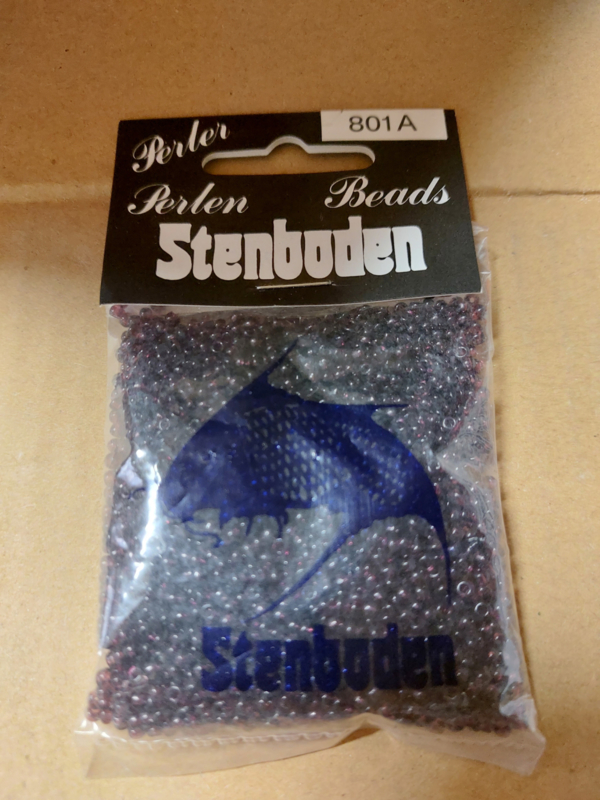 801A
Perler
Perlen Beads
Stenboden
Stenboden